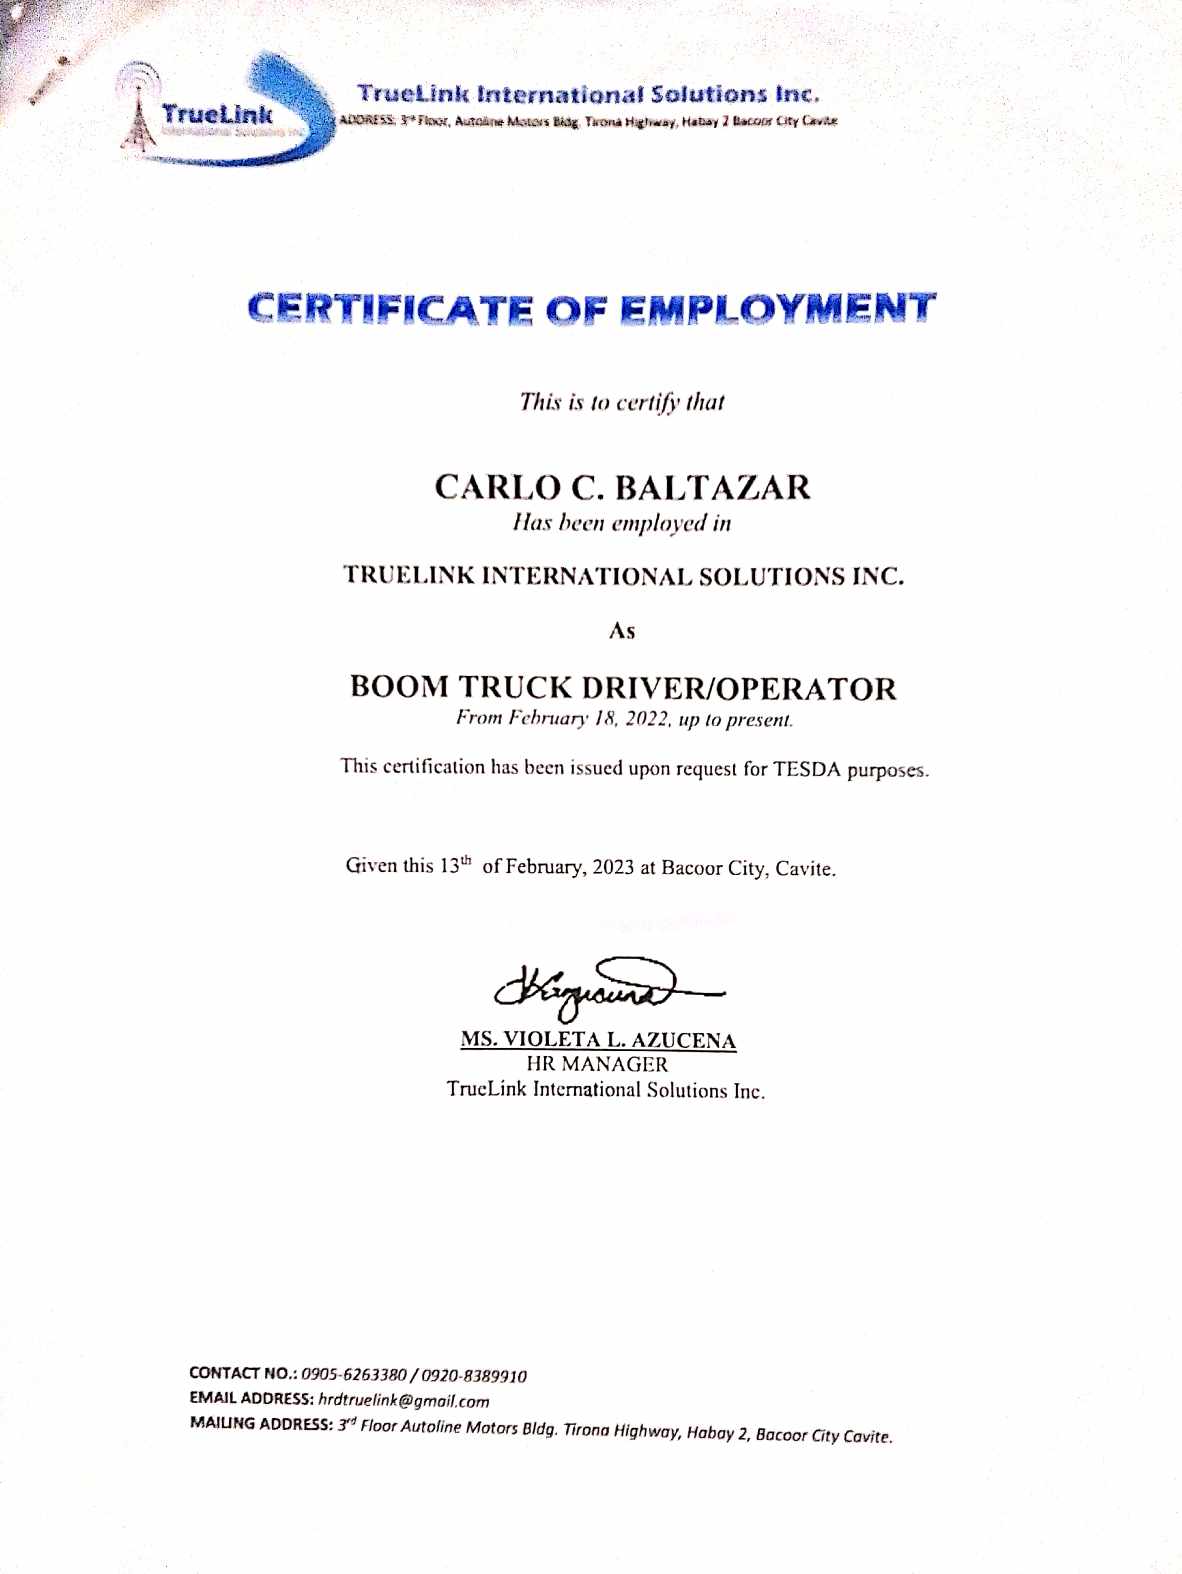 TrueLink
International Solutions Inc.
TrueLink International Solutions Inc.
ADDRESS: 3rd Floor, Autoline Motors Bldg. Tirona Highway, Habay 2 Bacoor City Cavite
CERTIFICATE OF EMPLOYMENT
This is to certify that
CARLO C. BALTAZAR
Has been employed in
TRUELINK INTERNATIONAL SOLUTIONS INC.
As
BOOM TRUCK DRIVER/OPERATOR
From February 18, 2022, up to present.
This certification has been issued upon request for TESDA purposes.
Given this 13th of February, 2023 at Bacoor City, Cavite.
MS. VIOLETA L. AZUCENA
HR MANAGER
TrueLink International Solutions Inc.
CONTACT NO.: 0905-6263380 / 0920-8389910
EMAIL ADDRESS: hrdtruelink@gmail.com
MAILING ADDRESS: 3rd Floor Autoline Motors Bldg. Tirona Highway, Habay 2, Bacoor City Cavite.